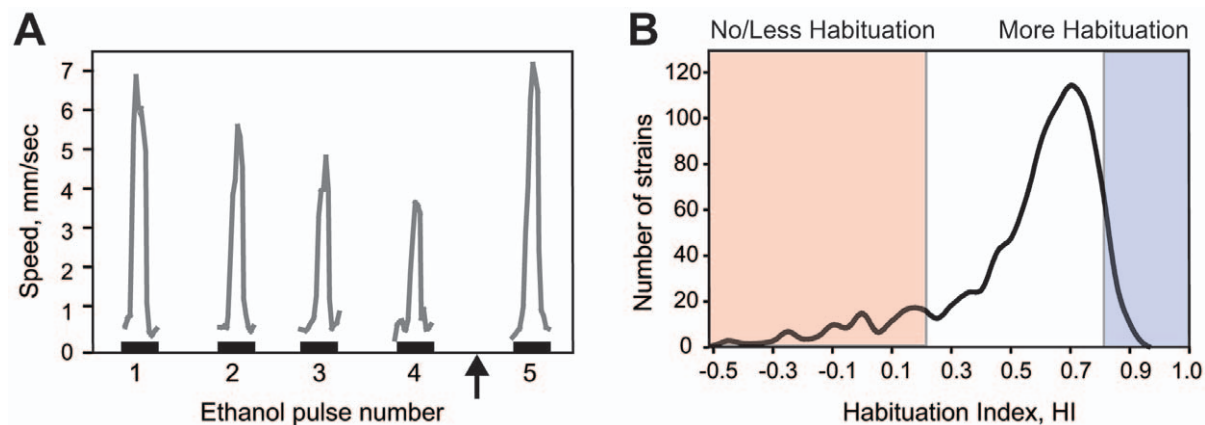 A
7
6
5
4
3
2
1
0
Speed, mm/sec
1 2 3 4 5
Ethanol pulse number
B
No/Less Habituation More Habituation
120
100
80
60
40
20
0
Number of strains
-0.5 -0.3 -0.1 0.1 0.3 0.5 0.7 0.9 1.0
Habituation Index, HI